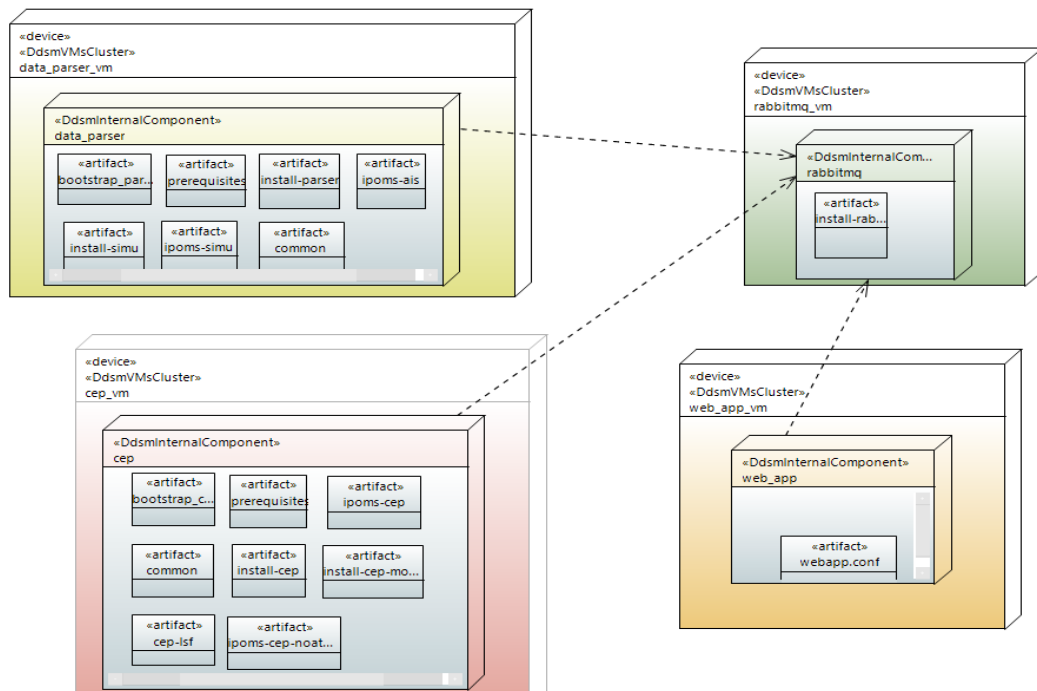 «device»
«DdsmVMsCluster»
data_parser_vm
«DdsmInternalComponent»
data_parser
«artifact»
bootstrap_par...
«artifact»
prerequisites
«artifact»
install-parser
«artifact»
ipoms-ais
«artifact»
install-simu
«artifact»
ipoms-simu
«artifact»
common
«device»
«DdsmVMsCluster»
rabbitmq_vm
«DdsmInternalCom...
rabbitmq
«artifact»
install-rab...
«device»
«DdsmVMsCluster»
cep_vm
«DdsmInternalComponent»
cep
«artifact»
bootstrap_c...
«artifact»
prerequisites
«artifact»
ipoms-cep
«artifact»
common
«artifact»
install-cep
«artifact»
install-cep-mo...
«artifact»
cep-lsf
«artifact»
ipoms-cep-noat...
«device»
«DdsmVMsCluster»
web_app_vm
«DdsmInternalComponent»
web_app
«artifact»
webapp.conf